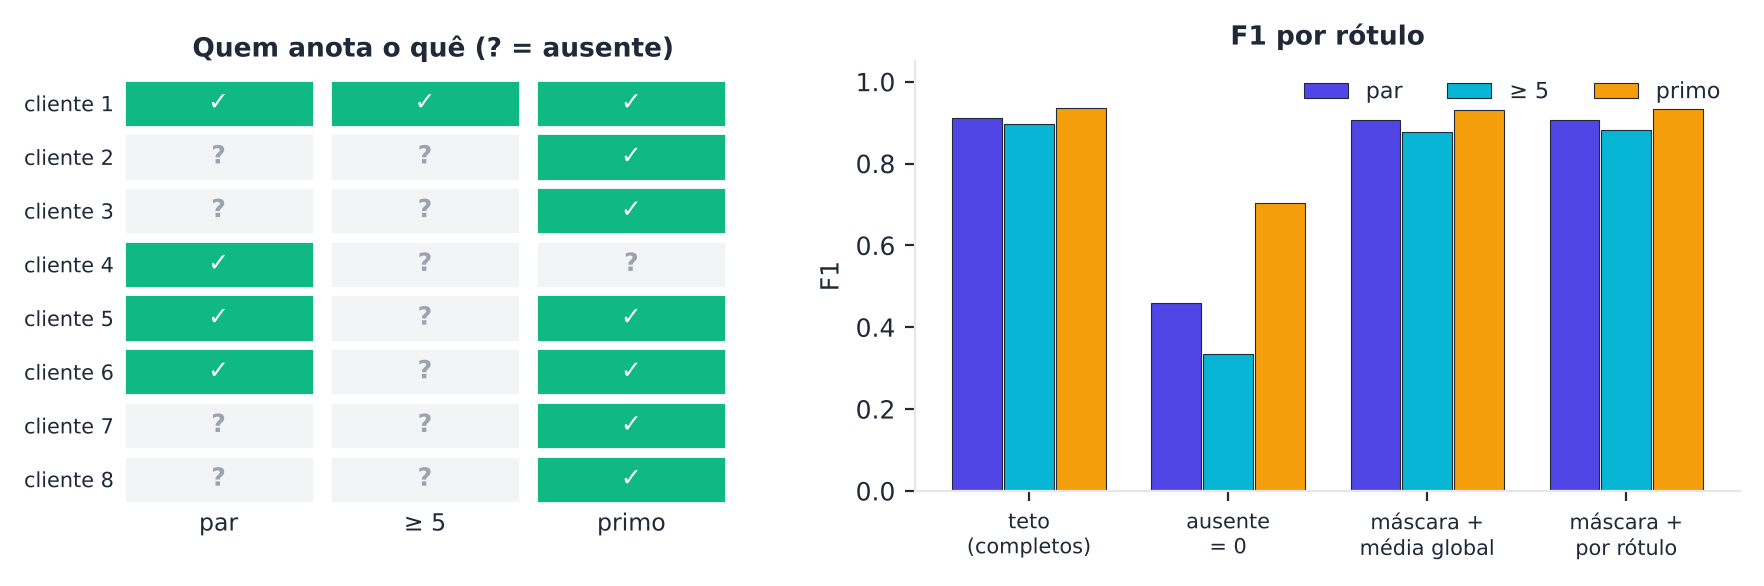 Quem anota o quê (? = ausente)
cliente 1 ✓ ✓ ✓
cliente 2 ? ? ✓
cliente 3 ? ? ✓
cliente 4 ✓ ? ?
cliente 5 ✓ ? ✓
cliente 6 ✓ ? ✓
cliente 7 ? ? ✓
cliente 8 ? ? ✓
par ≥ 5 primo
F1 por rótulo
par ≥ 5 primo
F1
1.0
0.8
0.6
0.4
0.2
0.0
teto
(completos)
ausente
= 0
máscara +
média global
máscara +
por rótulo